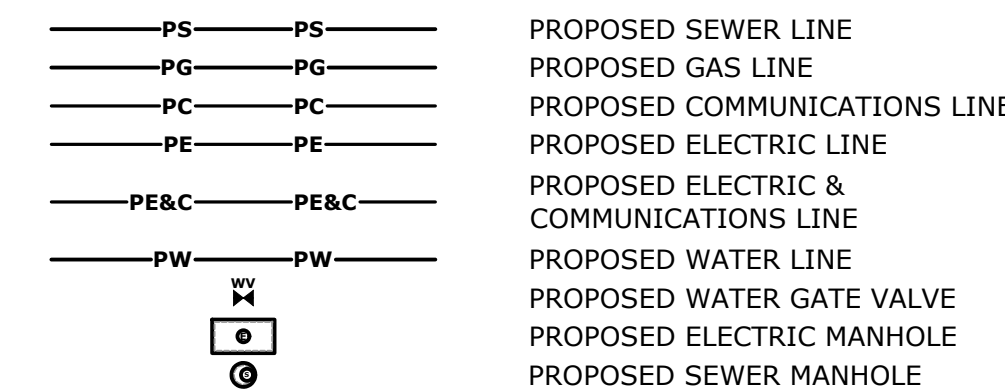 PS PS PROPOSED SEWER LINE
PG PG PROPOSED GAS LINE
PC PC PROPOSED COMMUNICATIONS LINE
PE PE PROPOSED ELECTRIC LINE
PE&C PE&C PROPOSED ELECTRIC &
COMMUNICATIONS LINE
PW PW PROPOSED WATER LINE
WV PROPOSED WATER GATE VALVE
E PROPOSED ELECTRIC MANHOLE
S PROPOSED SEWER MANHOLE